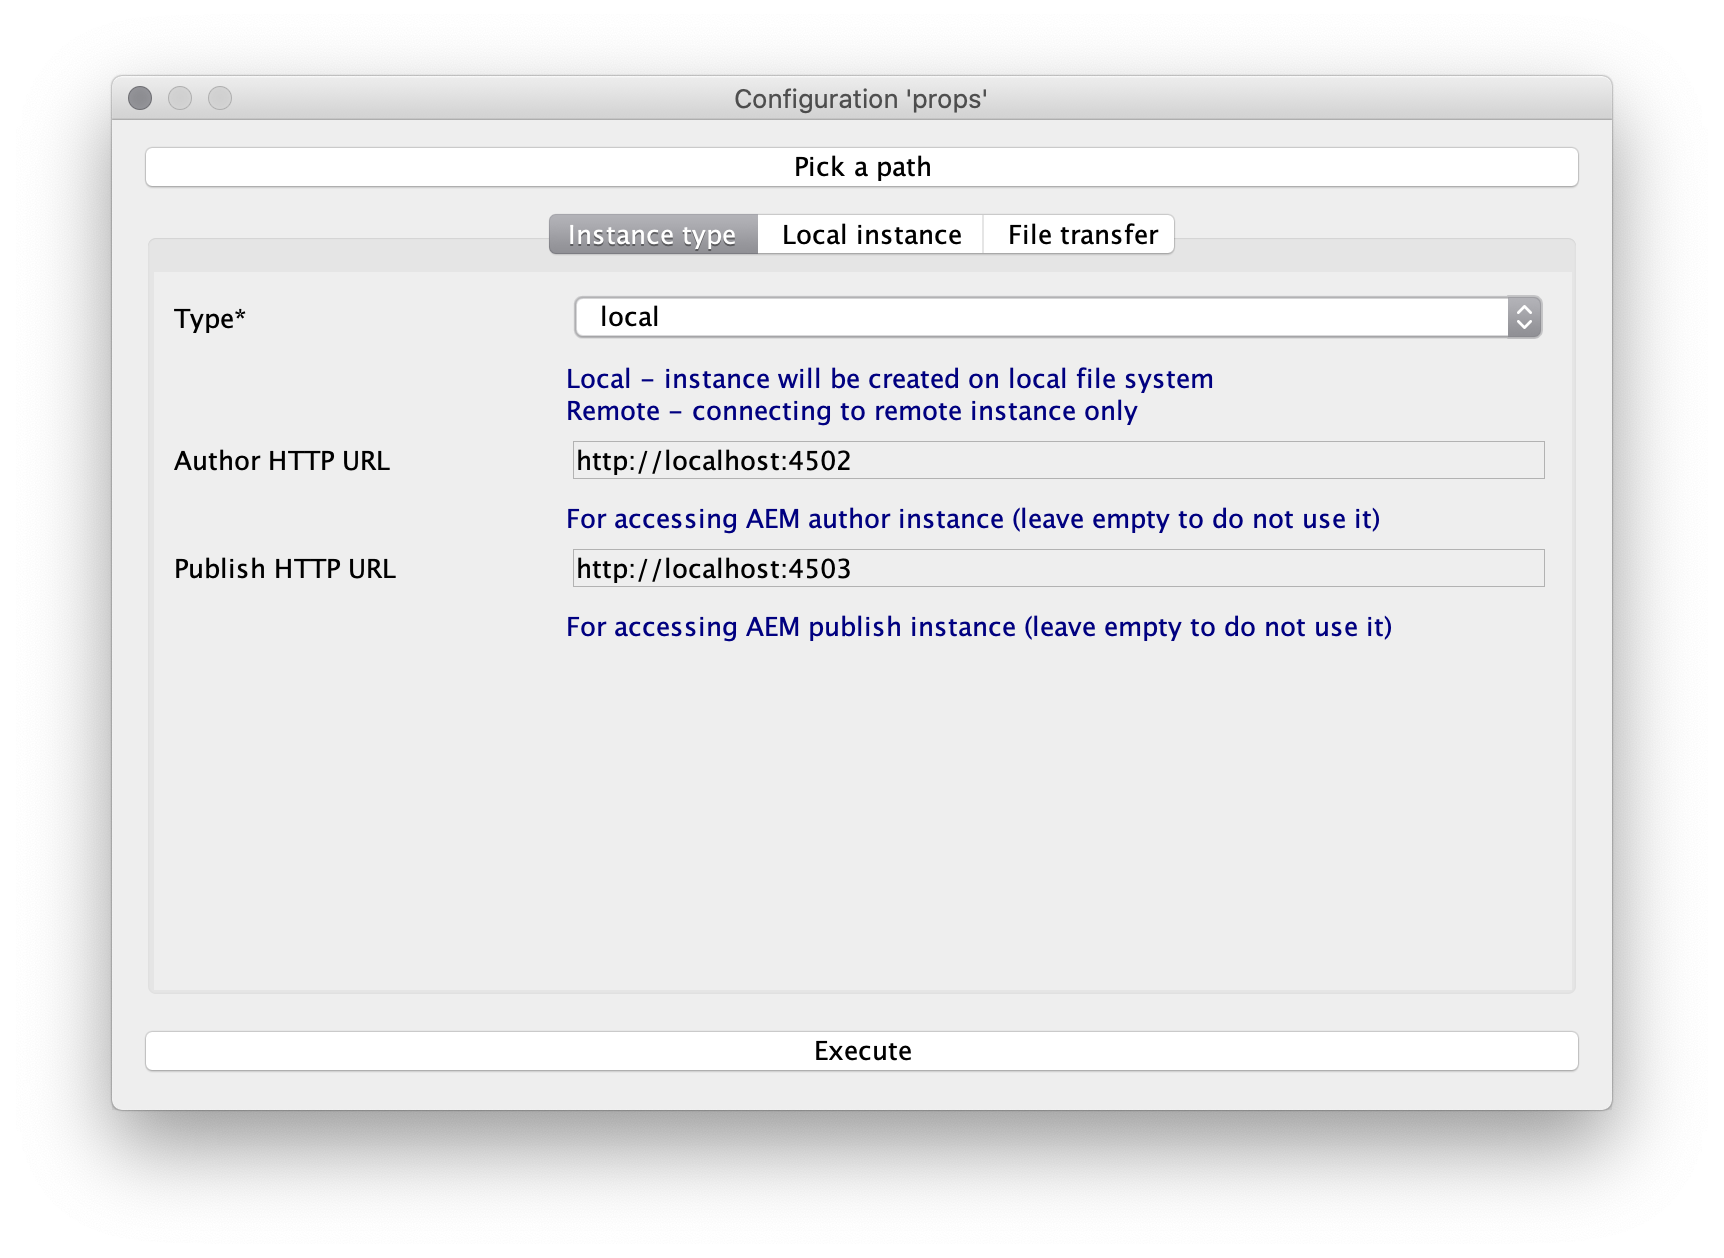 Configuration 'props'
Pick a path
Instance type
Local instance
File transfer
Type*
local
Local – instance will be created on local file system
Remote – connecting to remote instance only
Author HTTP URL
http://localhost:4502
For accessing AEM author instance (leave empty to do not use it)
Publish HTTP URL
http://localhost:4503
For accessing AEM publish instance (leave empty to do not use it)
Execute